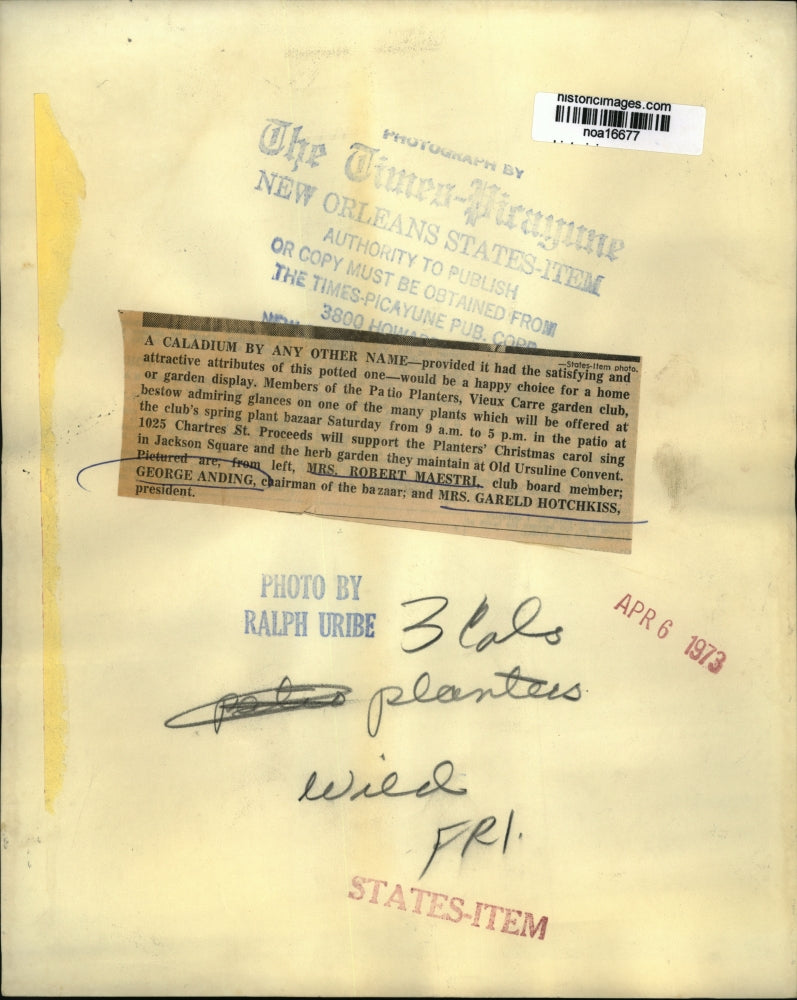 historicimages.com
noa16677
PHOTOGRAPH BY
The Times-Picayune
NEW ORLEANS STATES-ITEM
AUTHORITY TO PUBLISH
OR COPY MUST BE OBTAINED FROM
THE TIMES-PICAYUNE PUB. CORP.
3800
—States-Item photo.
A CALADIUM BY ANY OTHER NAME—provided it had the satisfying and
attractive attributes of this potted one—would be a happy choice for a home
or garden display. Members of the Patio Planters, Vieux Carre garden club,
bestow admiring glances on one of the many plants which will be offered at
the club's spring plant bazaar Saturday from 9 a.m. to 5 p.m. in the patio at
1025 Chartres St. Proceeds will support the Planters' Christmas carol sing
in Jackson Square and the herb garden they maintain at Old Ursuline Convent.
Pictured are, from left, MRS. ROBERT MAESTRI, club board member;
GEORGE ANDING, chairman of the bazaar; and MRS. GARELD HOTCHKISS,
president.
PHOTO BY
RALPH URIBE
3 Cols
APR 6 1973
patio planters
Wild
FRI.
STATES-ITEM